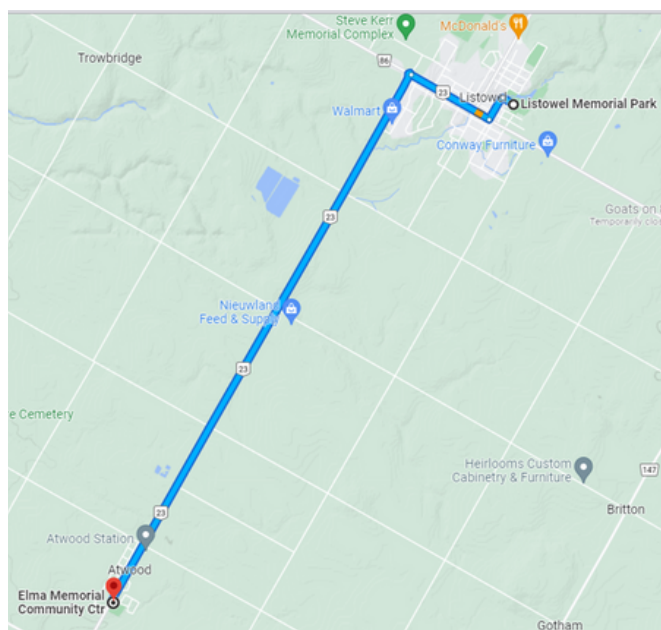 Steve Kerr
Memorial Complex
McDonald's
Trowbridge
86
23
Listowel
Listowel Memorial Park
Walmart
Conway Furniture
23
Temporarily
Nieuwland
Feed & Supply
23
e Cemetery
Heirlooms Custom
Cabinetry & Furniture
147
Britton
23
Atwood Station
Atwood
Elma Memorial
Community Ctr
Gotham
Goats on